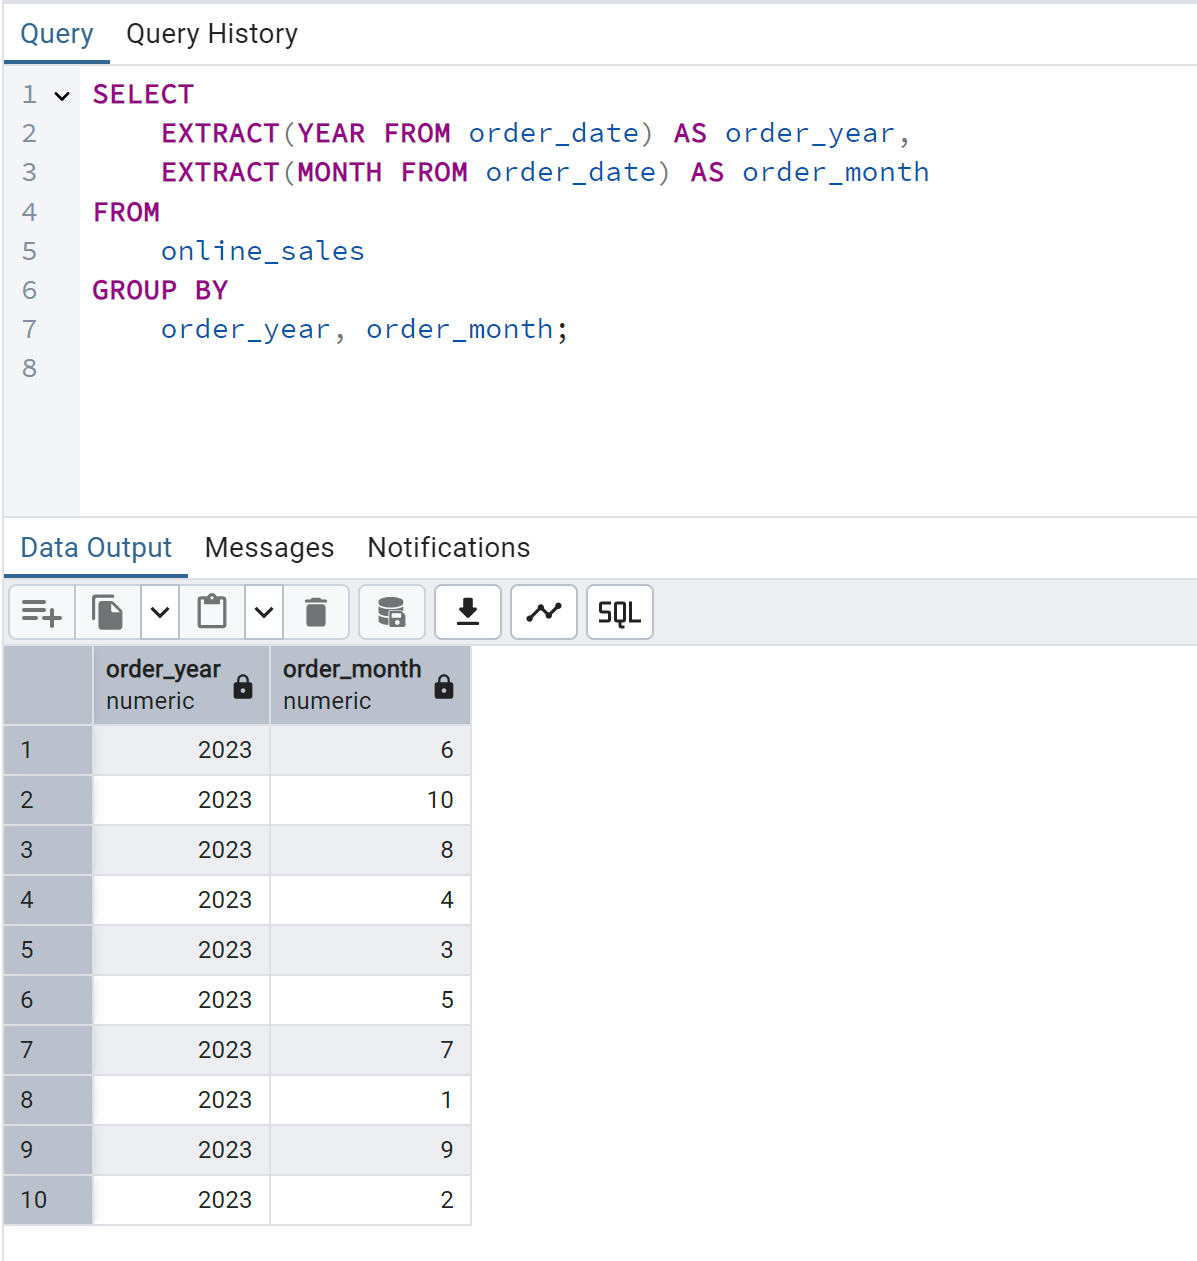 Query Query History
1 SELECT
2 EXTRACT(YEAR FROM order_date) AS order_year,
3 EXTRACT(MONTH FROM order_date) AS order_month
4 FROM
5 online_sales
6 GROUP BY
7 order_year, order_month;
8
Data Output Messages Notifications
SQL
order_year order_month
numeric numeric
1 2023 6
2 2023 10
3 2023 8
4 2023 4
5 2023 3
6 2023 5
7 2023 7
8 2023 1
9 2023 9
10 2023 2